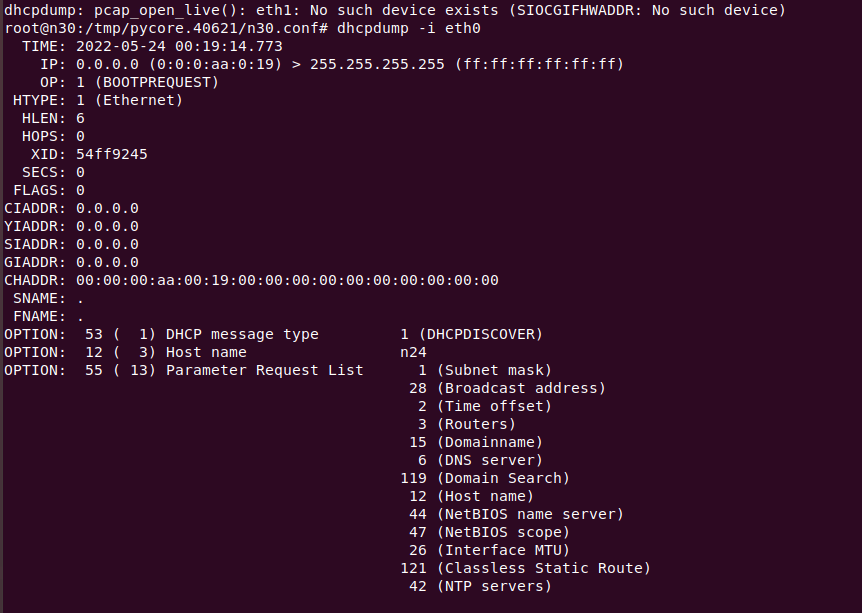 dhcpdump: pcap_open_live(): eth1: No such device exists (SIOCGIFHWADDR: No such device)
root@n30:/tmp/pycore.40621/n30.conf# dhcpdump -i eth0
  TIME: 2022-05-24 00:19:14.773
    IP: 0.0.0.0 (0:0:0:aa:0:19) > 255.255.255.255 (ff:ff:ff:ff:ff:ff)
    OP: 1 (BOOTPREQUEST)
 HTYPE: 1 (Ethernet)
  HLEN: 6
  HOPS: 0
   XID: 54ff9245
  SECS: 0
 FLAGS: 0
CIADDR: 0.0.0.0
YIADDR: 0.0.0.0
SIADDR: 0.0.0.0
GIADDR: 0.0.0.0
CHADDR: 00:00:00:aa:00:19:00:00:00:00:00:00:00:00:00:00
 SNAME: .
 FNAME: .
OPTION:  53 (  1) DHCP message type         1 (DHCPDISCOVER)
OPTION:  12 (  3) Host name                 n24
OPTION:  55 ( 13) Parameter Request List      1 (Subnet mask)
                                             28 (Broadcast address)
                                              2 (Time offset)
                                              3 (Routers)
                                             15 (Domainname)
                                              6 (DNS server)
                                            119 (Domain Search)
                                             12 (Host name)
                                             44 (NetBIOS name server)
                                             47 (NetBIOS scope)
                                             26 (Interface MTU)
                                            121 (Classless Static Route)
                                             42 (NTP servers)